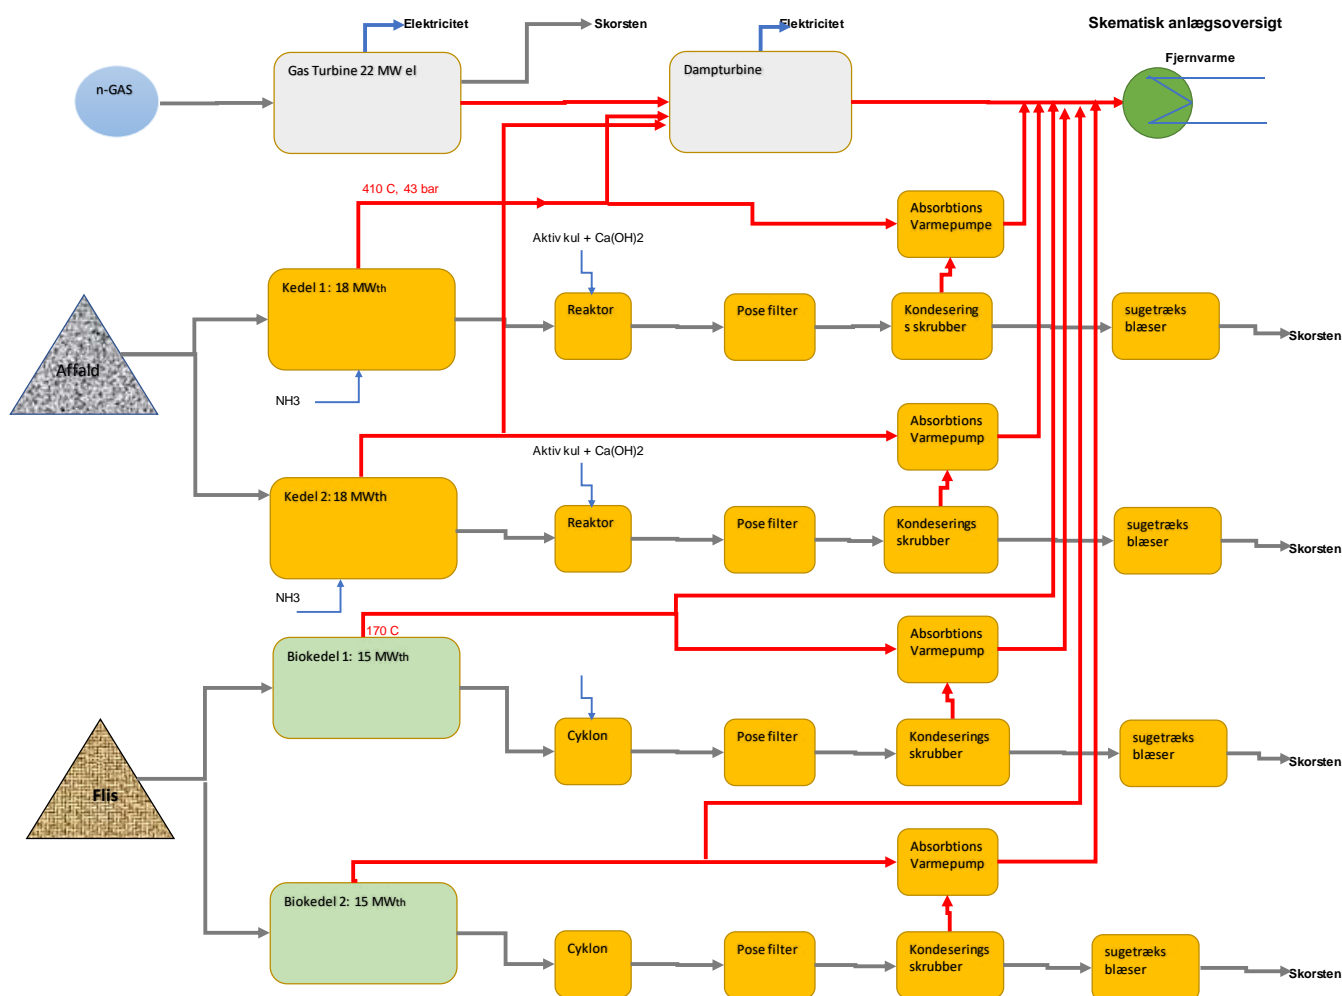 Skematisk anlægsoversigt
Elektricitet
Skorsten
Elektricitet
Fjernvarme
n-GAS
Gas Turbine 22 MW el
Dampturbine
410 C, 43 bar
Absorbtions
Varmepumpe
Aktiv kul + Ca(OH)2
Kedel 1: 18 MWth
Reaktor
Pose filter
Kondesering
s skrubber
sugetræks
blæser
Skorsten
Affald
NH3
Absorbtions
Varmepump
Aktiv kul + Ca(OH)2
Kedel 2: 18 MWth
Reaktor
Pose filter
Kondeserings
skrubber
sugetræks
blæser
Skorsten
NH3
170 C
Absorbtions
Varmepump
Biokedel 1: 15 MWth
Cyklon
Pose filter
Kondeserings
skrubber
sugetræks
blæser
Skorsten
Flis
Absorbtions
Varmepump
Biokedel 2: 15 MWth
Cyklon
Pose filter
Kondeserings
skrubber
sugetræks
blæser
Skorsten